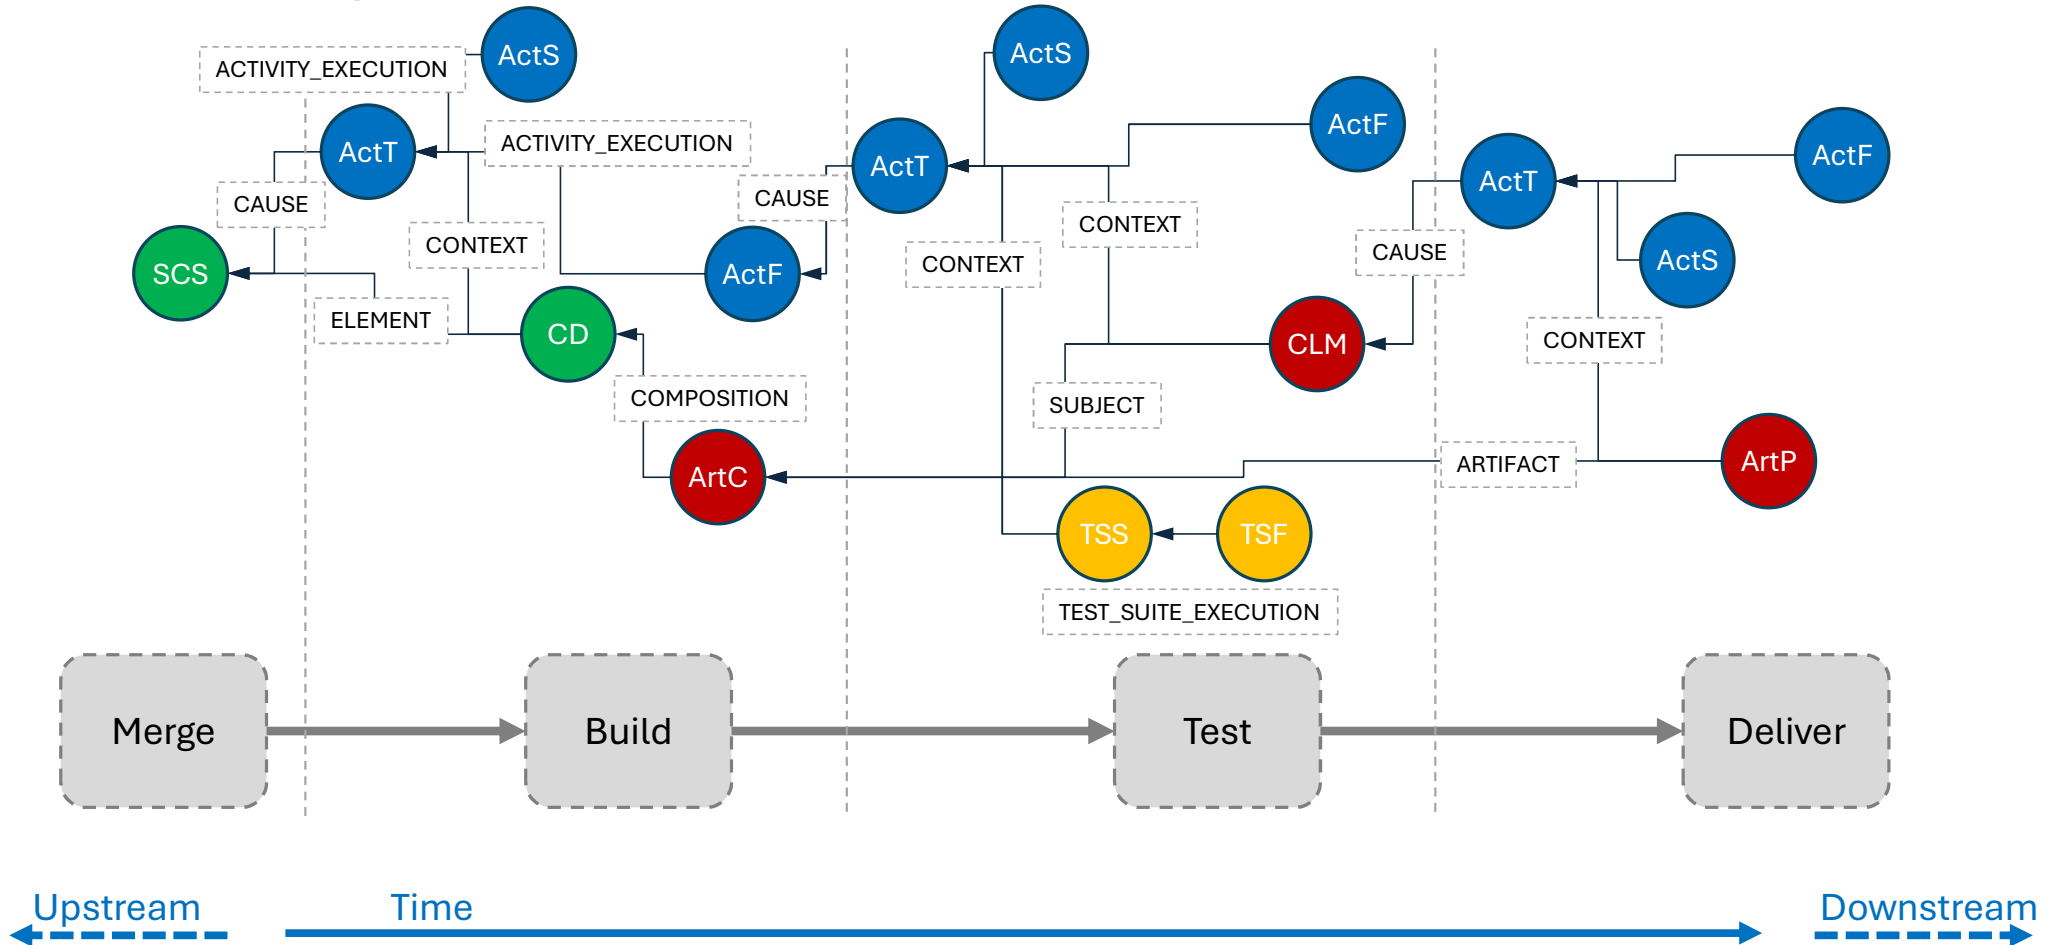 ActS
ACTIVITY_EXECUTION
ActT
ACTIVITY_EXECUTION
CAUSE
SCS
CONTEXT
ELEMENT
CD
ActF
CAUSE
COMPOSITION
ArtC
ActS
ActT
ActF
CONTEXT
CONTEXT
CLM
SUBJECT
TSS
TSF
TEST_SUITE_EXECUTION
CAUSE
ActT
ActF
ActS
CONTEXT
ARTIFACT
ArtP
Merge
Build
Test
Deliver
Upstream
Time
Downstream